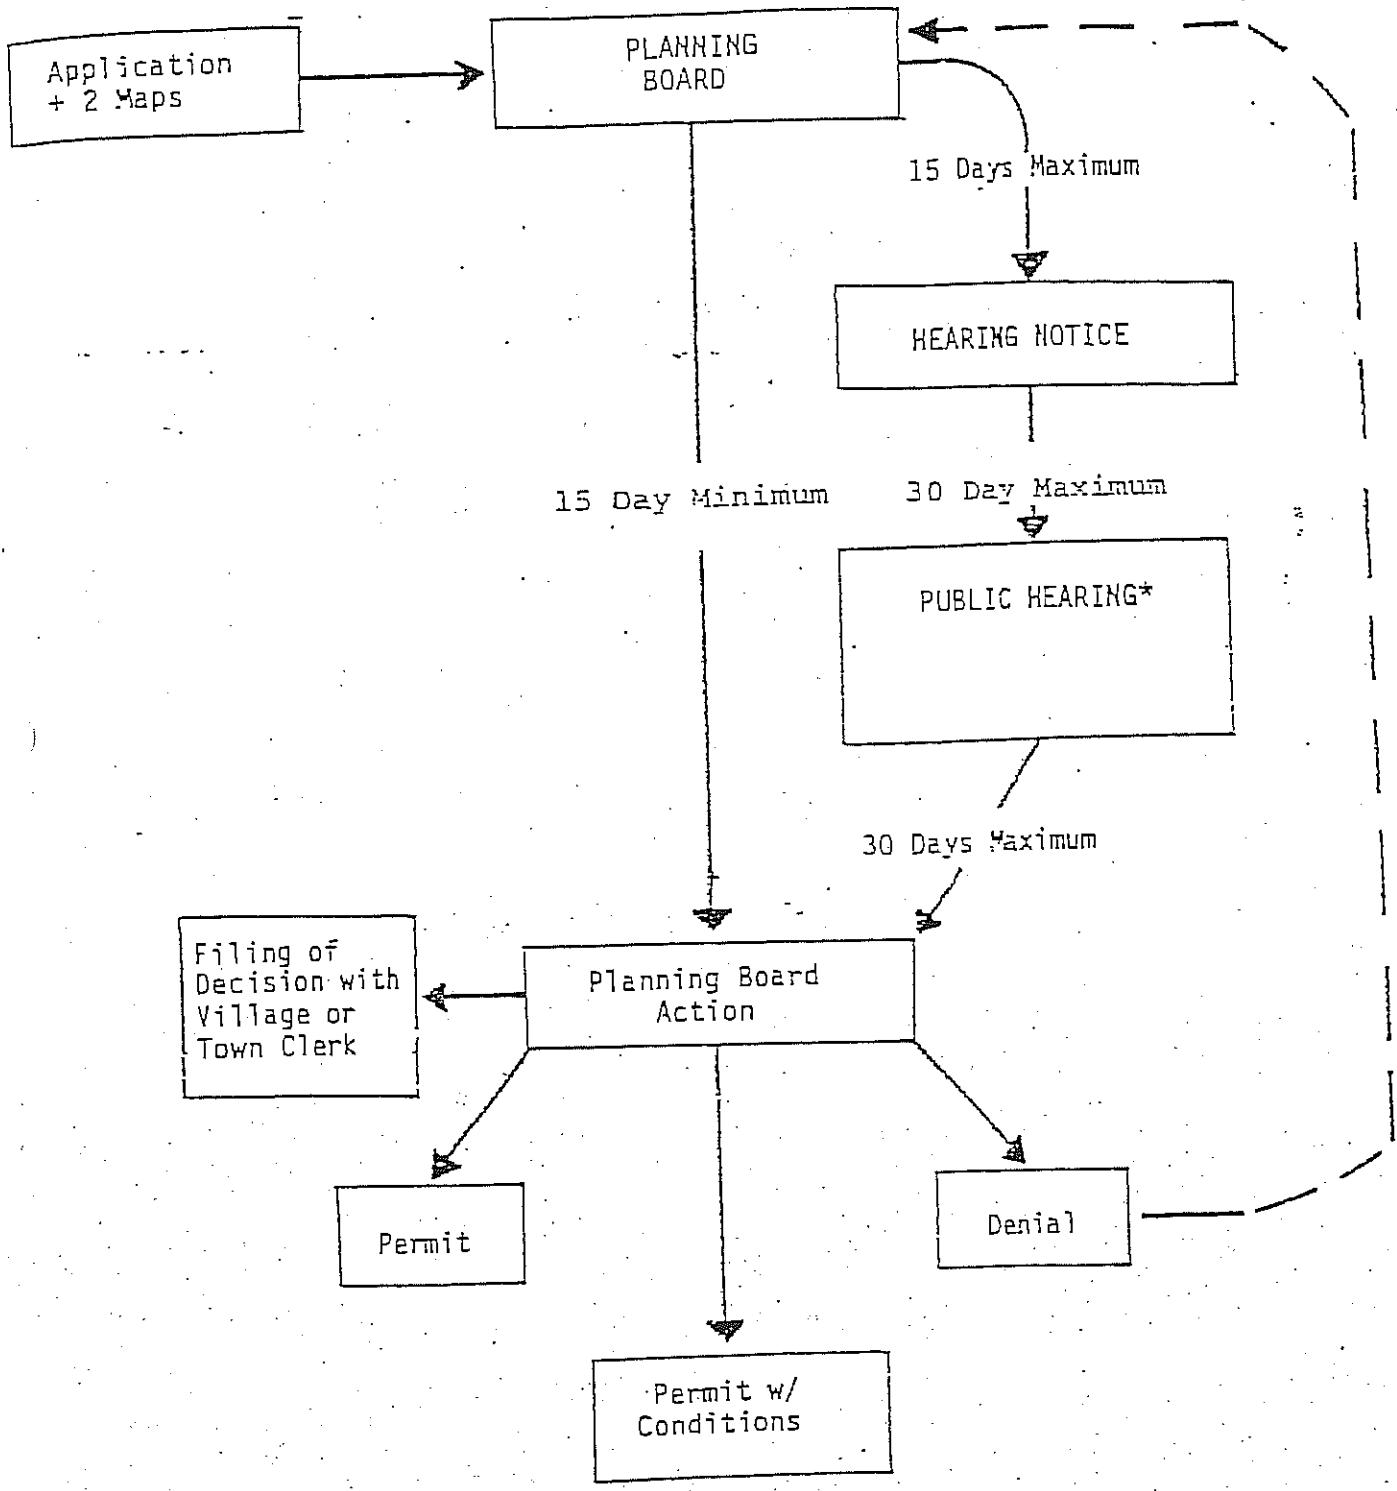 Application
+ 2 Maps
PLANNING
BOARD
15 Days Maximum
HEARING NOTICE
15 Day Minimum
30 Day Maximum
PUBLIC HEARING*
30 Days Maximum
Filing of
Decision with
Village or
Town Clerk
Planning Board
Action
Permit
Denial
Permit w/
Conditions